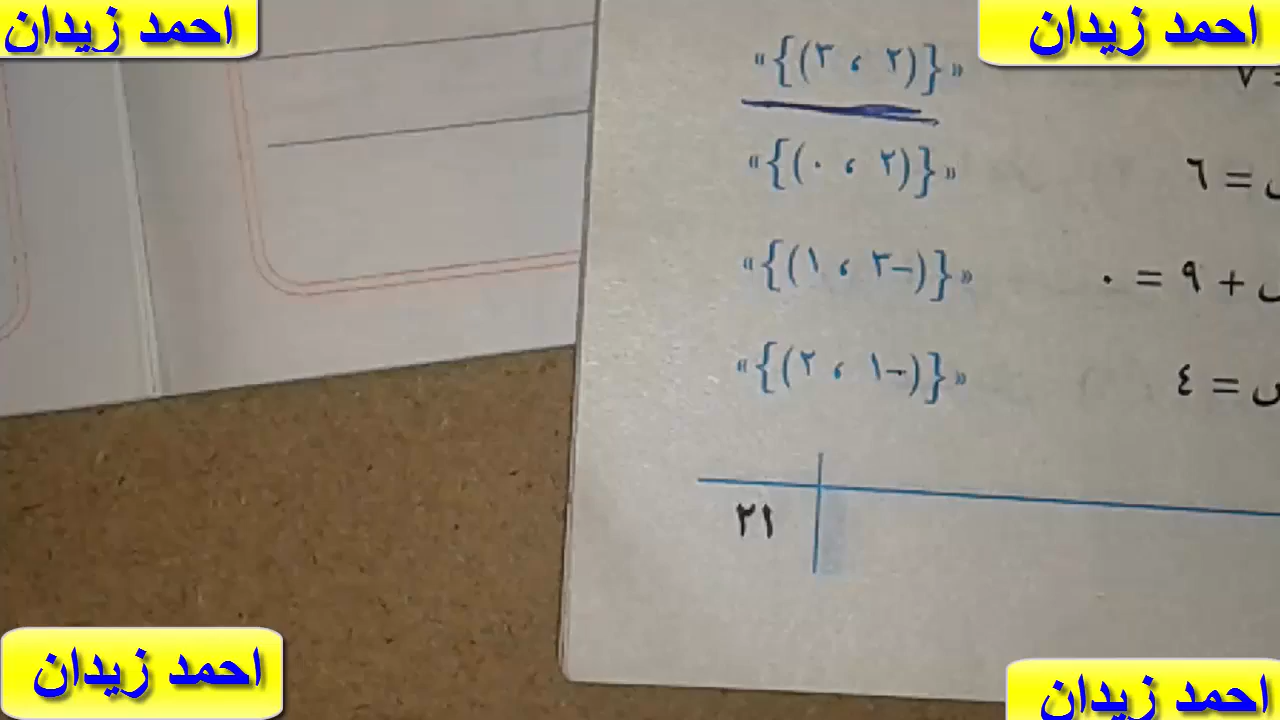 احمد زيدان
احمد زيدان
= ٧ «{(٢ ، ٣)}»
= ٦ «{(٢ ، ٠)}»
+ ٩ = ٠ «{(−٣ ، ١)}»
= ٤ «{(−١ ، ٢)}»
٢١
احمد زيدان
احمد زيدان